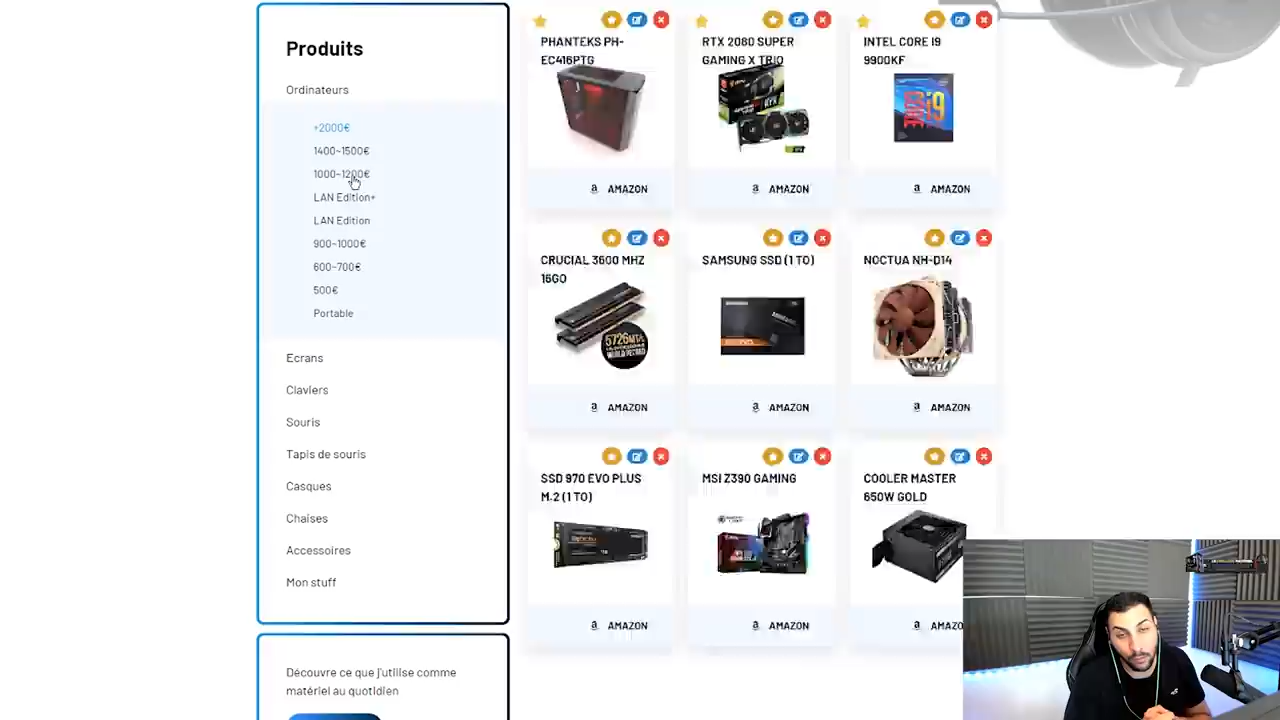 Produits
Ordinateurs
+2000€
1400~1500€
1000~1200€
LAN Edition+
LAN Edition
900~1000€
600~700€
500€
Portable
Ecrans
Claviers
Souris
Tapis de souris
Casques
Chaises
Accessoires
Mon stuff
Découvre ce que j'utilise comme
matériel au quotidien
PHANTEKS PH-
EC416PTG
AMAZON
RTX 2080 SUPER
GAMING X TRIO
AMAZON
INTEL CORE I9
9900KF
AMAZON
CRUCIAL 3600 MHZ
16GO
5726MT/s
WORLD RECORD
AMAZON
SAMSUNG SSD (1 TO)
AMAZON
NOCTUA NH-D14
AMAZON
SSD 970 EVO PLUS
M.2 (1 TO)
AMAZON
MSI Z390 GAMING
AMAZON
COOLER MASTER
650W GOLD
AMAZO